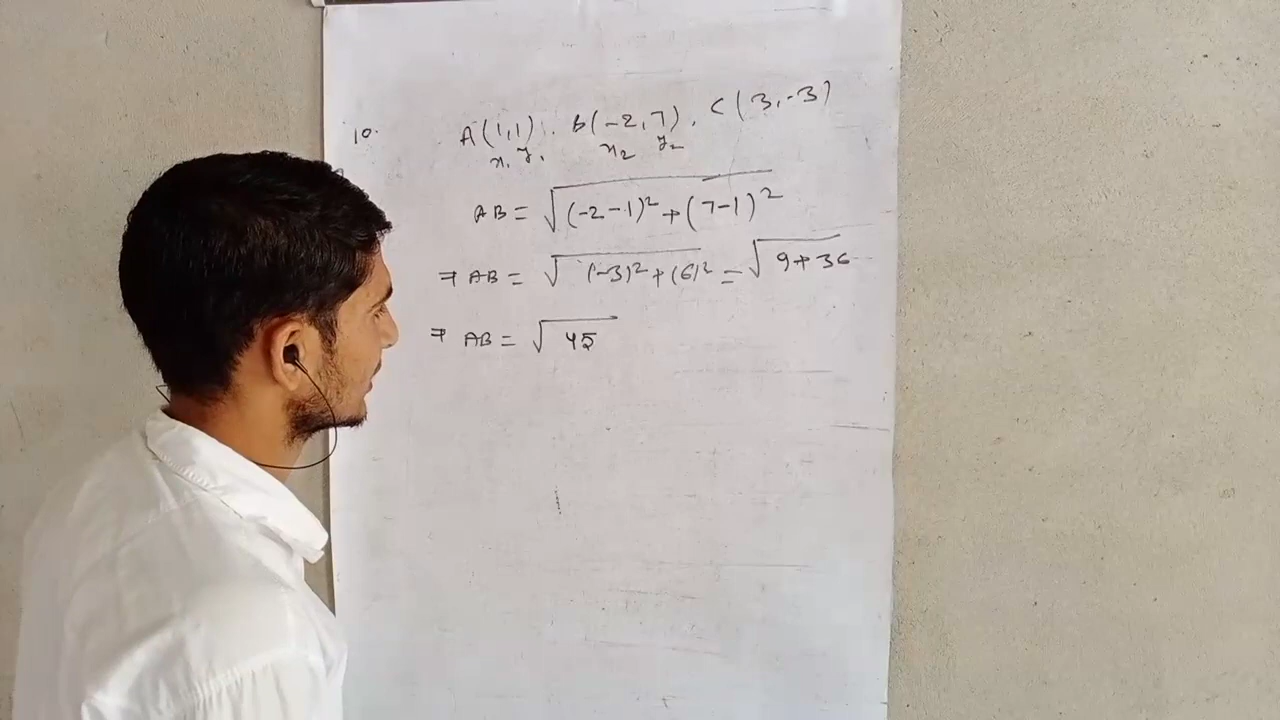 10. A(1,1). B(-2,7). C(3,-3)
x₁ y₁ x₂ y₂
AB = √(-2-1)²+(7-1)²
⇒ AB = √(-3)²+(6)² = √9+36
⇒ AB = √45